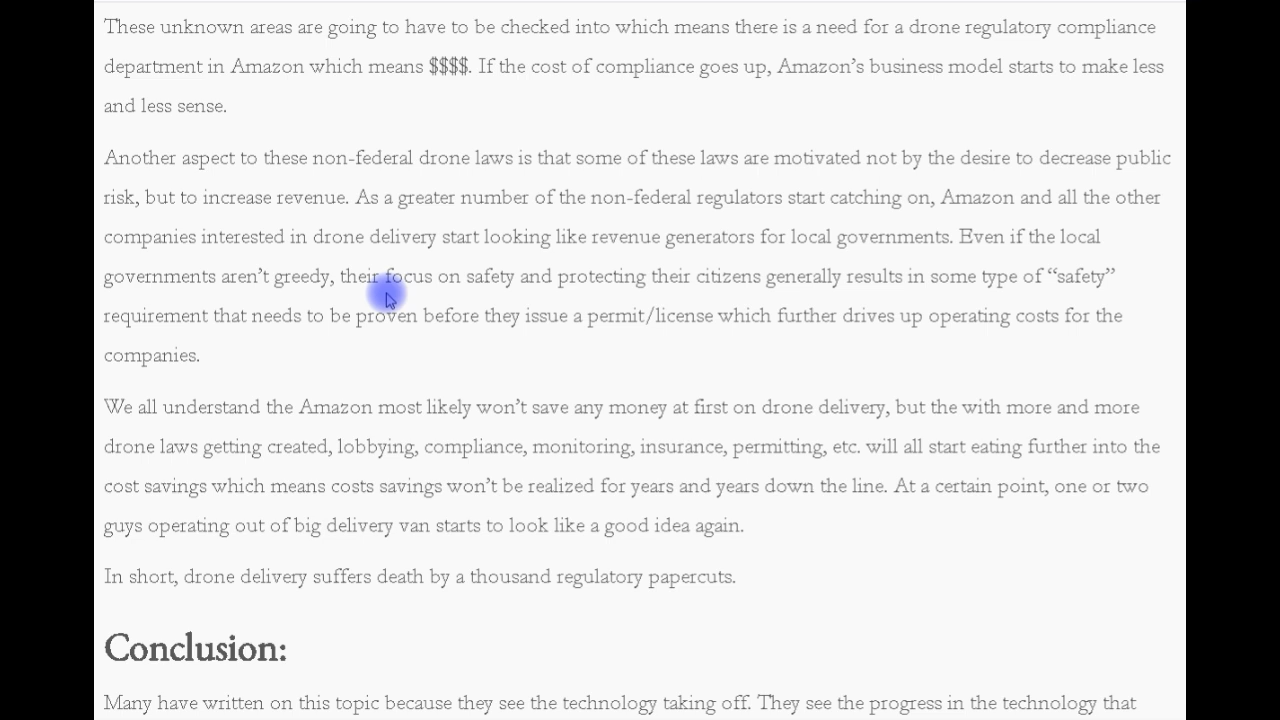 These unknown areas are going to have to be checked into which means there is a need for a drone regulatory compliance
department in Amazon which means $$$$. If the cost of compliance goes up, Amazon’s business model starts to make less
and less sense.
Another aspect to these non-federal drone laws is that some of these laws are motivated not by the desire to decrease public
risk, but to increase revenue. As a greater number of the non-federal regulators start catching on, Amazon and all the other
companies interested in drone delivery start looking like revenue generators for local governments. Even if the local
governments aren’t greedy, their focus on safety and protecting their citizens generally results in some type of “safety”
requirement that needs to be proven before they issue a permit/license which further drives up operating costs for the
companies.
We all understand the Amazon most likely won’t save any money at first on drone delivery, but the with more and more
drone laws getting created, lobbying, compliance, monitoring, insurance, permitting, etc. will all start eating further into the
cost savings which means costs savings won’t be realized for years and years down the line. At a certain point, one or two
guys operating out of big delivery van starts to look like a good idea again.
In short, drone delivery suffers death by a thousand regulatory papercuts.
Conclusion:
Many have written on this topic because they see the technology taking off. They see the progress in the technology that